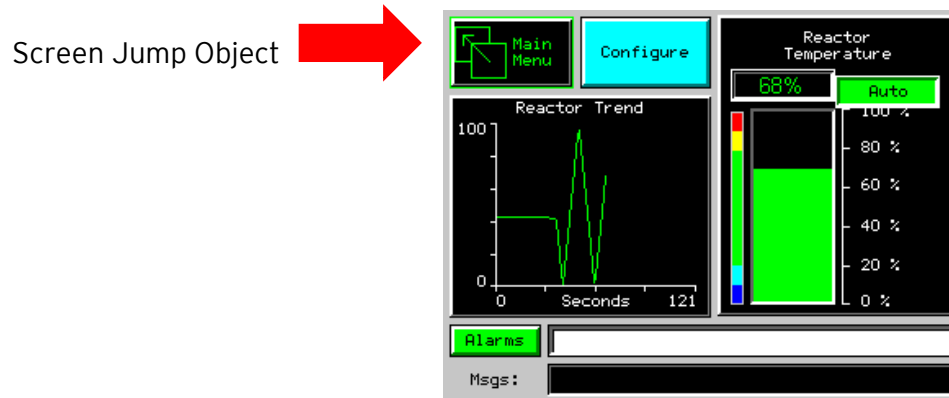 Screen Jump Object
Main
Menu
Configure
Reactor
Temperature
68%
Auto
Reactor Trend
100
0
0
Seconds
121
100 %
80 %
60 %
40 %
20 %
0 %
Alarms
Msgs: